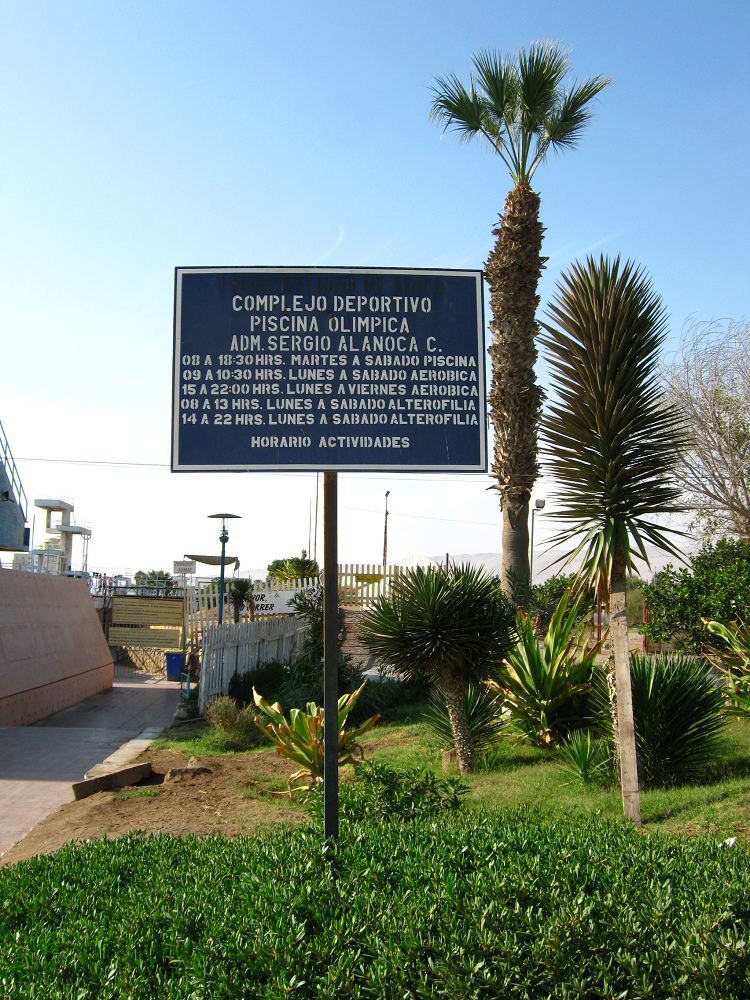 COMPLEJO DEPORTIVO
PISCINA OLIMPICA
ADM. SERGIO ALANOCA C.
08 A 18:30 HRS. MARTES A SABADO PISCINA
09 A 10:30 HRS. LUNES A SABADO AEROBICA
15 A 22:00 HRS. LUNES A VIERNES AEROBICA
08 A 13 HRS. LUNES A SABADO ALTEROFILIA
14 A 22 HRS. LUNES A SABADO ALTEROFILIA
HORARIO ACTIVIDADES
CORRER